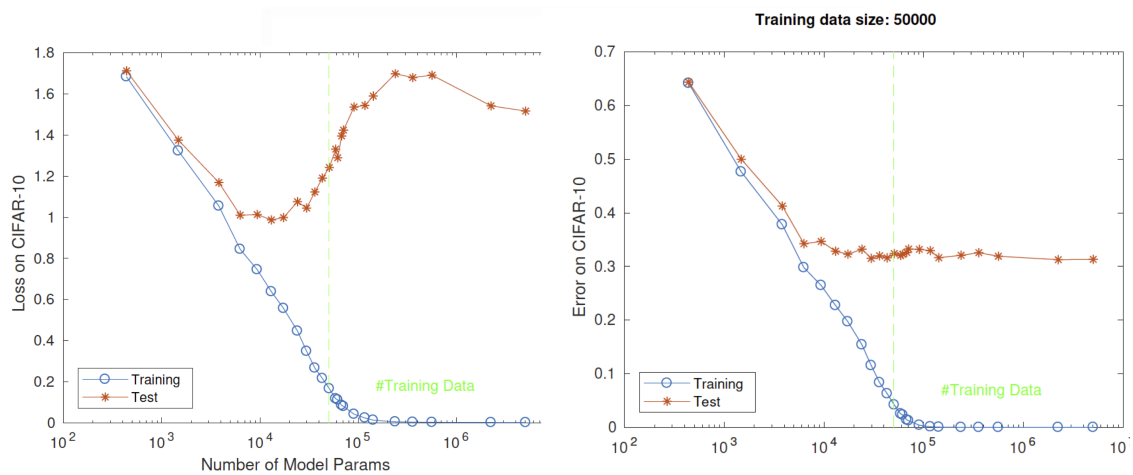 Training data size: 50000
1.8
1.6
1.4
1.2
1
0.8
0.6
0.4
0.2
0
Loss on CIFAR-10
#Training Data
Training
Test
10^2
10^3
10^4
10^5
10^6
Number of Model Params
0.7
0.6
0.5
0.4
0.3
0.2
0.1
0
Error on CIFAR-10
#Training Data
Training
Test
10^2
10^3
10^4
10^5
10^6
10^7